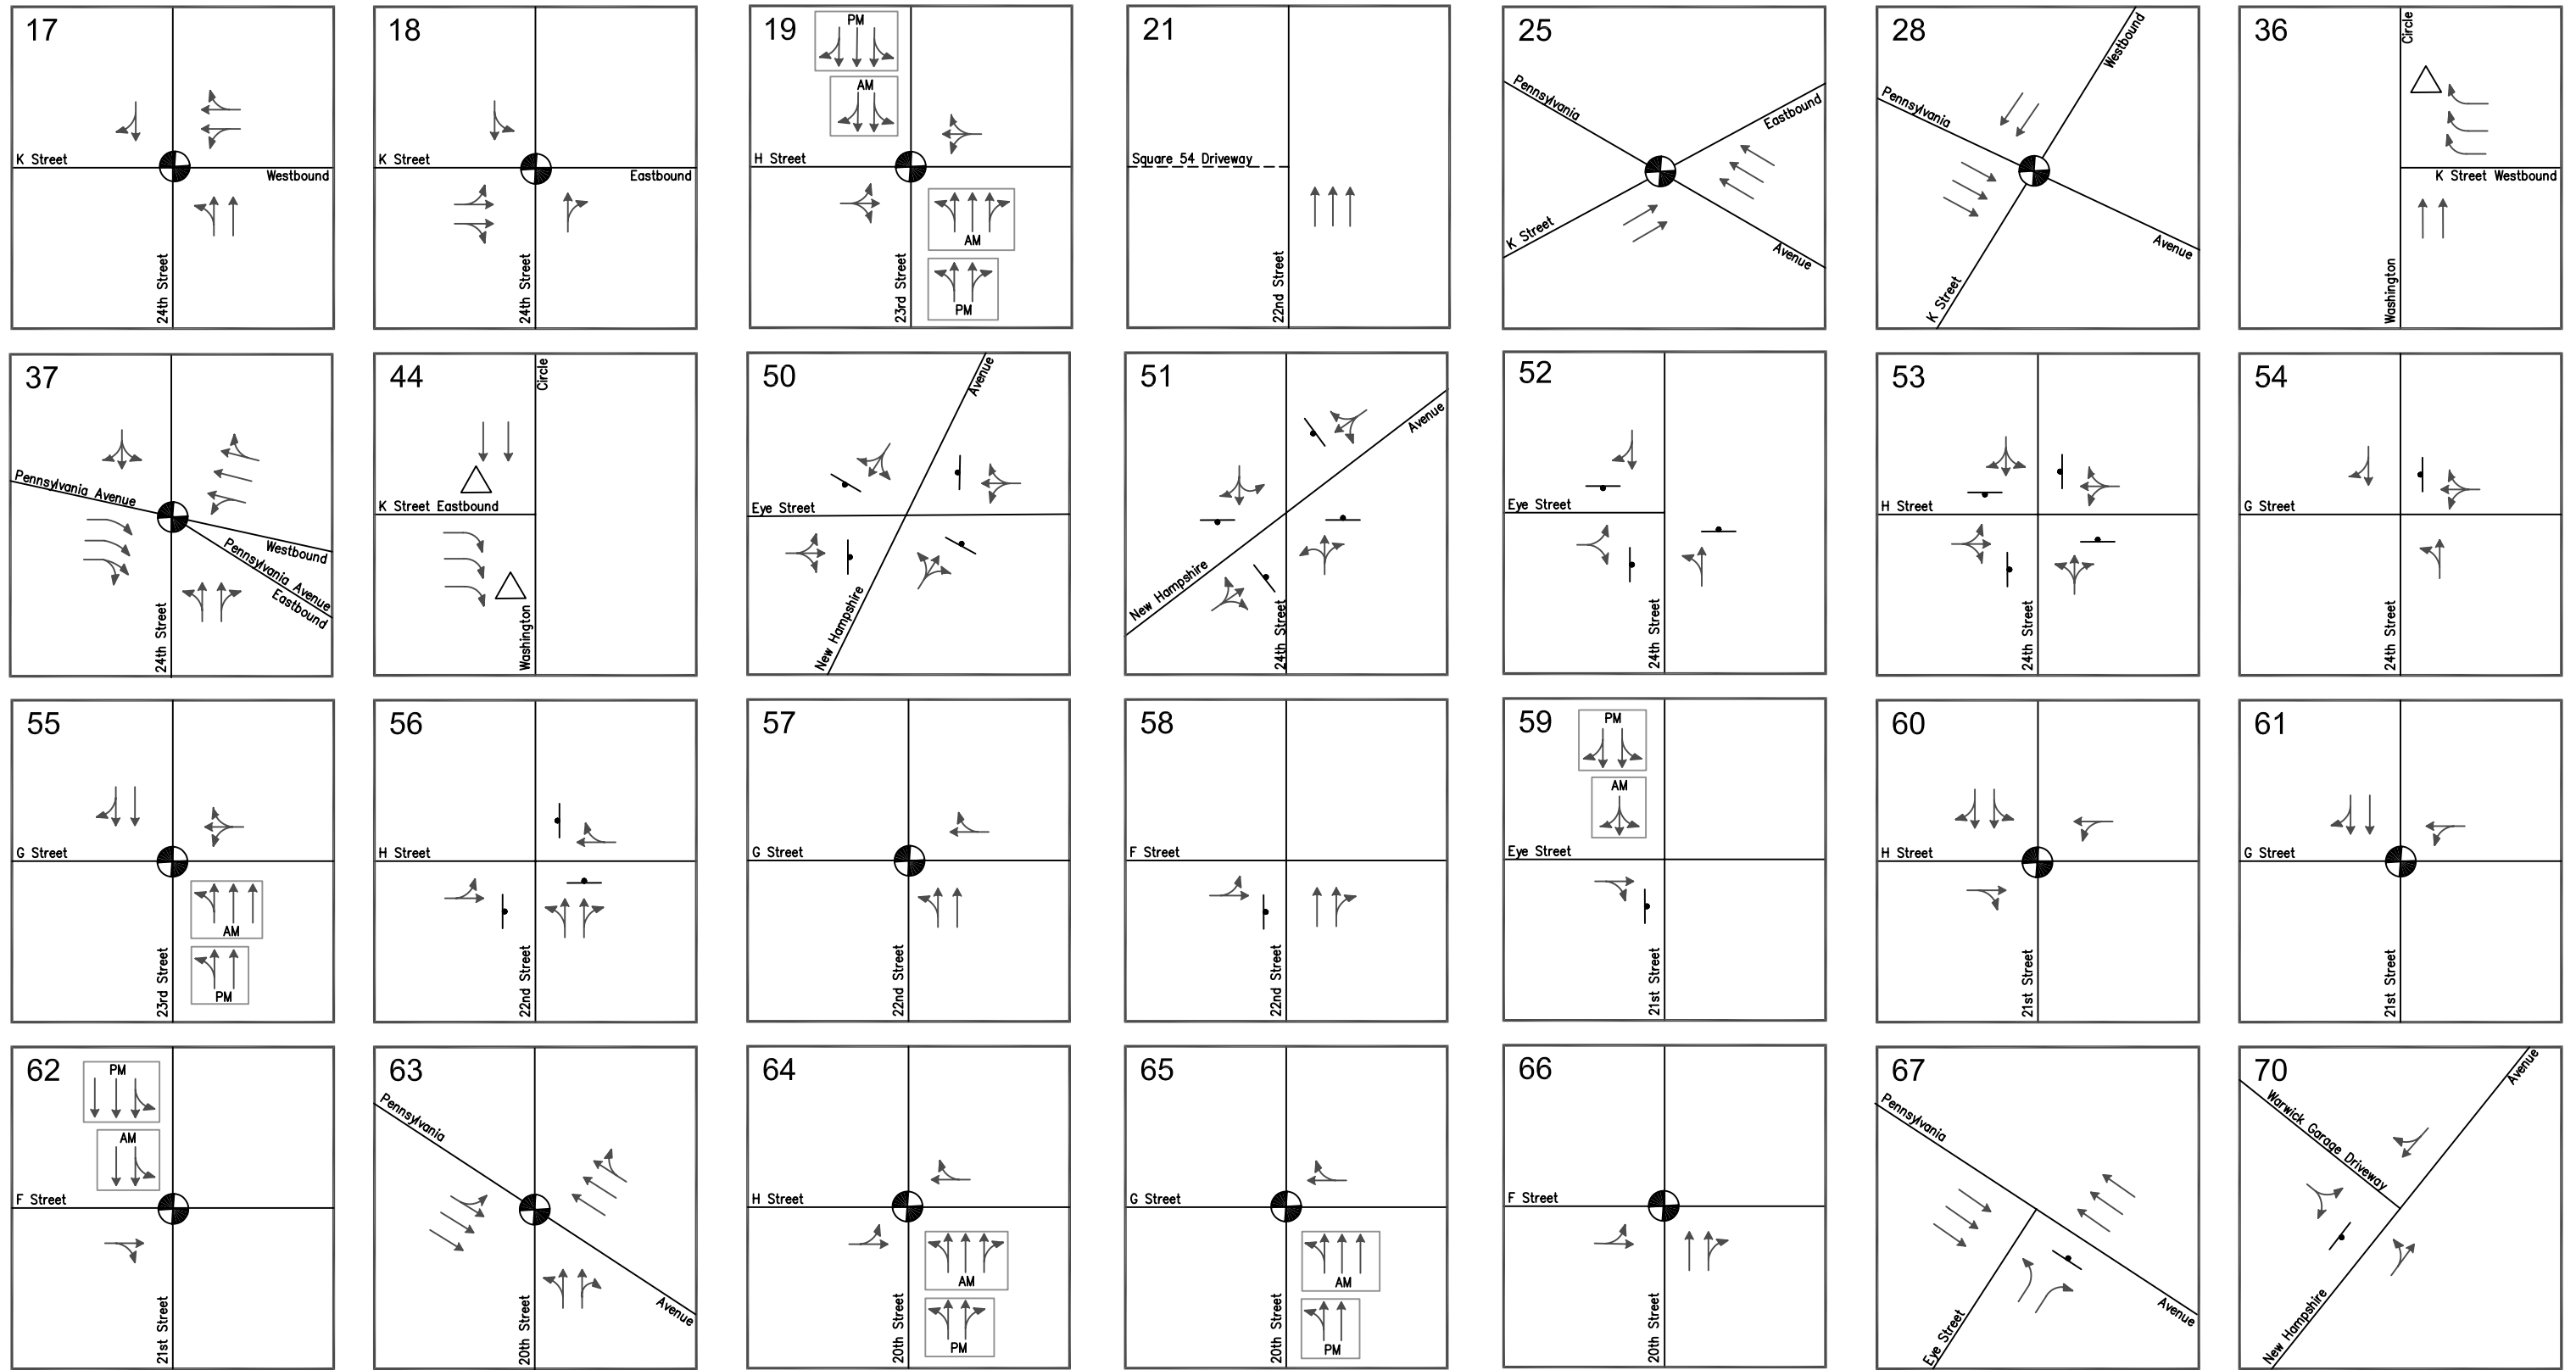 17
K Street
Westbound
24th Street
18
K Street
Eastbound
24th Street
19
PM
AM
H Street
AM
PM
23rd Street
21
Square 54 Driveway
22nd Street
25
Pennsylvania
Eastbound
K Street
Avenue
28
Westbound
Pennsylvania
Avenue
K Street
36
Circle
K Street Westbound
Washington
37
Pennsylvania Avenue
Westbound
Pennsylvania Avenue
Eastbound
24th Street
44
Circle
K Street Eastbound
Washington
50
Avenue
Eye Street
New Hampshire
51
Avenue
New Hampshire
24th Street
52
Eye Street
24th Street
53
H Street
24th Street
54
G Street
24th Street
55
G Street
AM
PM
23rd Street
56
H Street
22nd Street
57
G Street
22nd Street
58
F Street
22nd Street
59
PM
AM
Eye Street
21st Street
60
H Street
21st Street
61
G Street
21st Street
62
PM
AM
F Street
21st Street
63
Pennsylvania
Avenue
20th Street
64
H Street
AM
PM
20th Street
65
G Street
AM
PM
20th Street
66
F Street
20th Street
67
Pennsylvania
Avenue
Eye Street
70
Avenue
Warwick Garage Driveway
New Hampshire